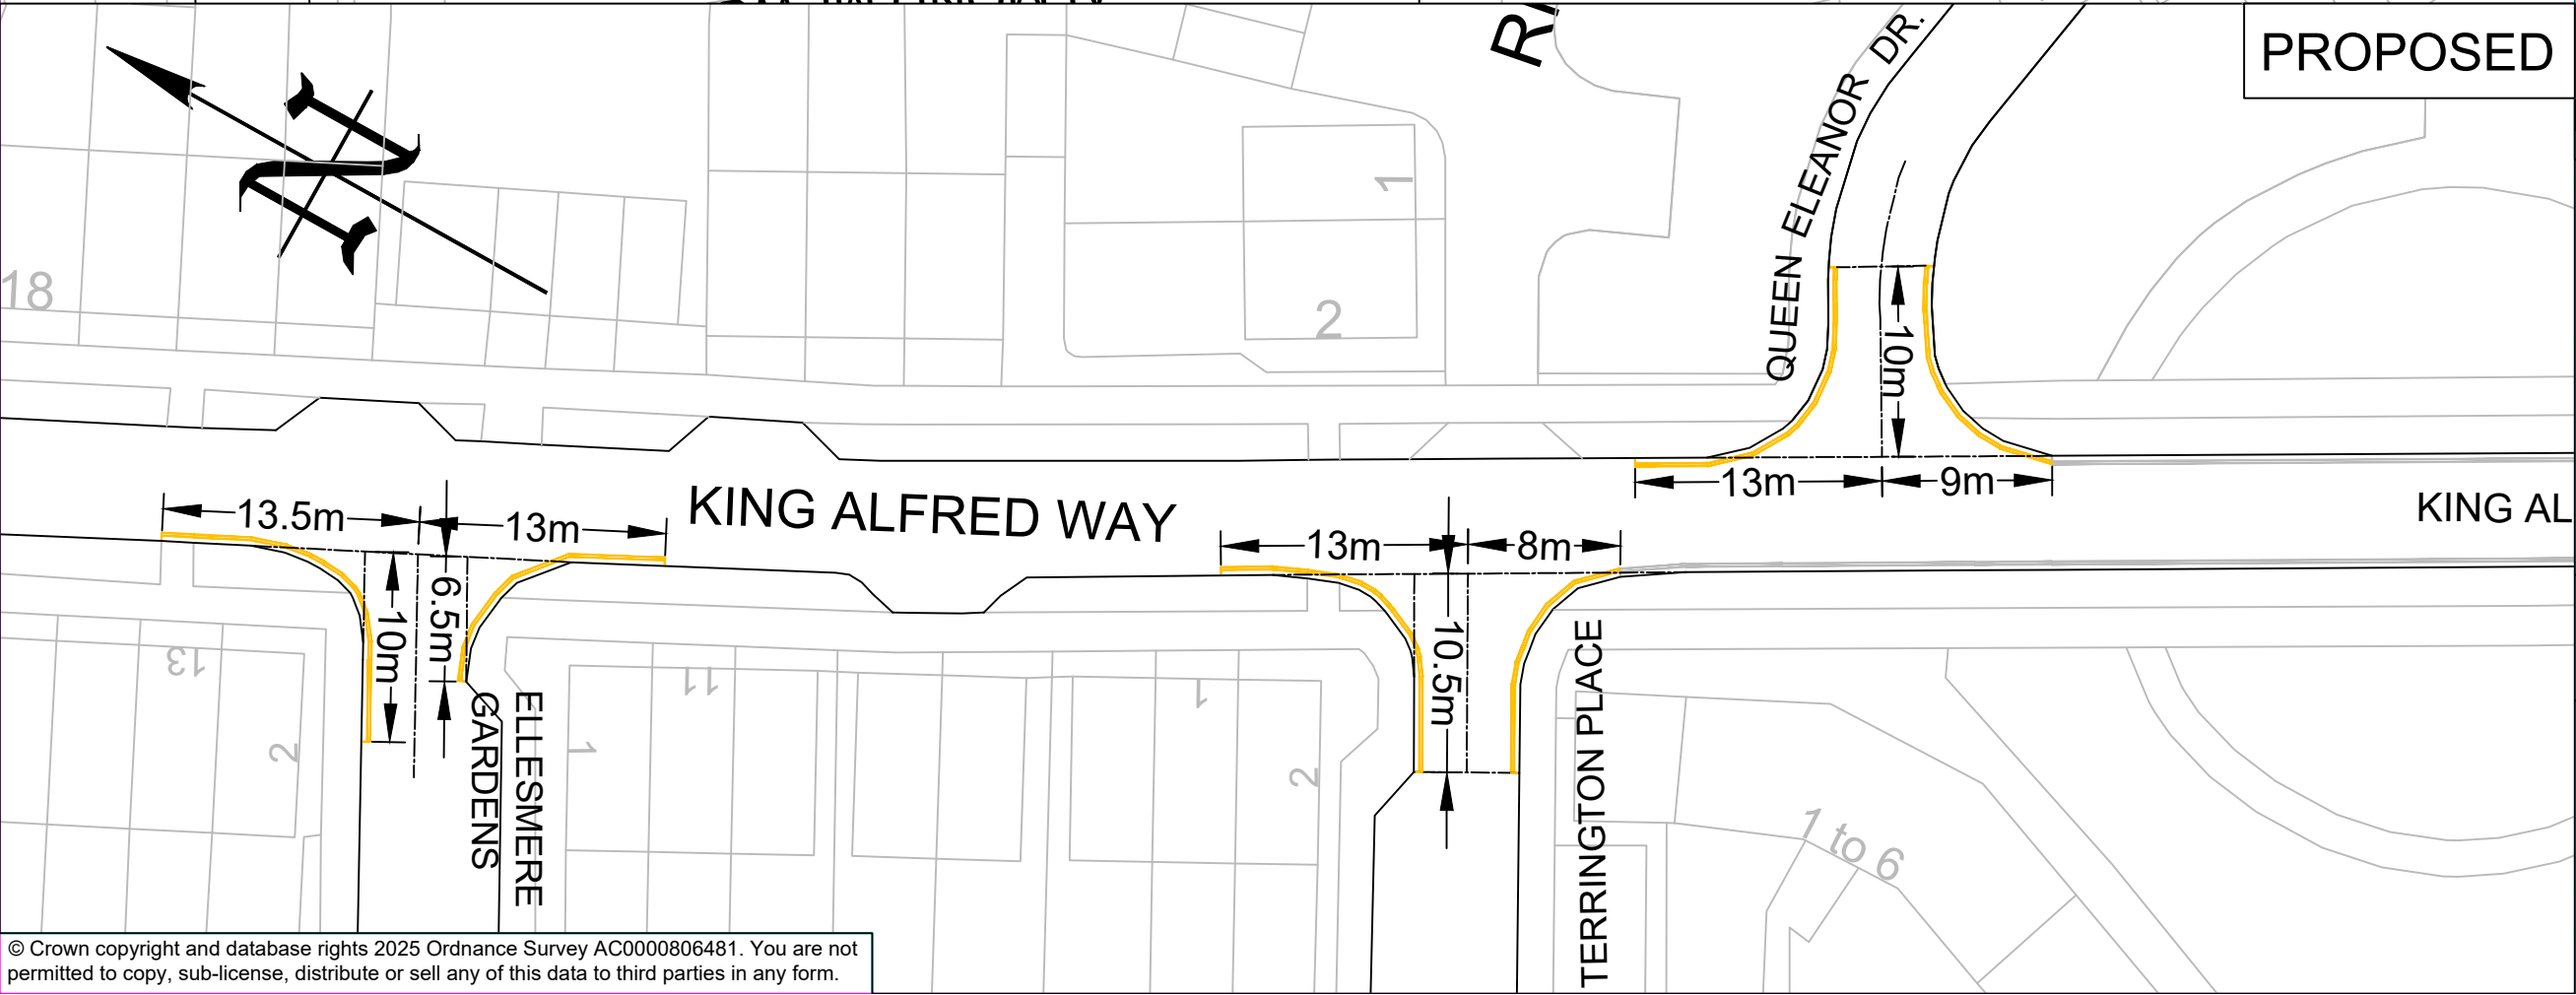 PROPOSED
N
18
1
2
QUEEN ELEANOR DR.
10m
13m
9m
KING ALFRED WAY
KING AL
13.5m
13m
13m
8m
10m
6.5m
10.5m
13
11
1
2
1
2
ELLESMERE
GARDENS
TERRINGTON PLACE
1 to 6
© Crown copyright and database rights 2025 Ordnance Survey AC0000806481. You are not
permitted to copy, sub-license, distribute or sell any of this data to third parties in any form.